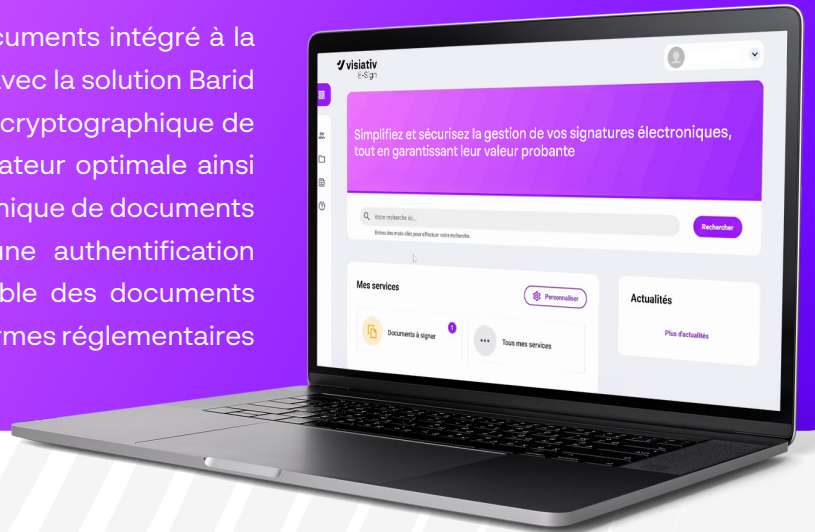 cuments intégré à la
avec la solution Barid
cryptographique de
ateur optimale ainsi
nique de documents
une authentification
ble des documents
rmes réglementaires
visiativ
E-Sign
Simplifiez et sécurisez la gestion de vos signatures électroniques,
tout en garantissant leur valeur probante
Votre recherche ici...
Rechercher
Entrez des mots-clés pour effectuer votre recherche.
Mes services
Personnaliser
Documents à signer
1
Tous mes services
Actualités
Plus d'actualités